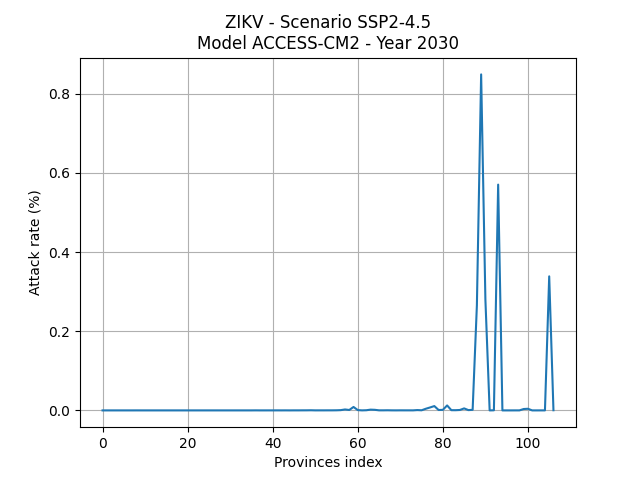 ZIKV - Scenario SSP2-4.5
Model ACCESS-CM2 - Year 2030
0.8
0.6
0.4
0.2
0.0
Attack rate (%)
0 20 40 60 80 100
Provinces index